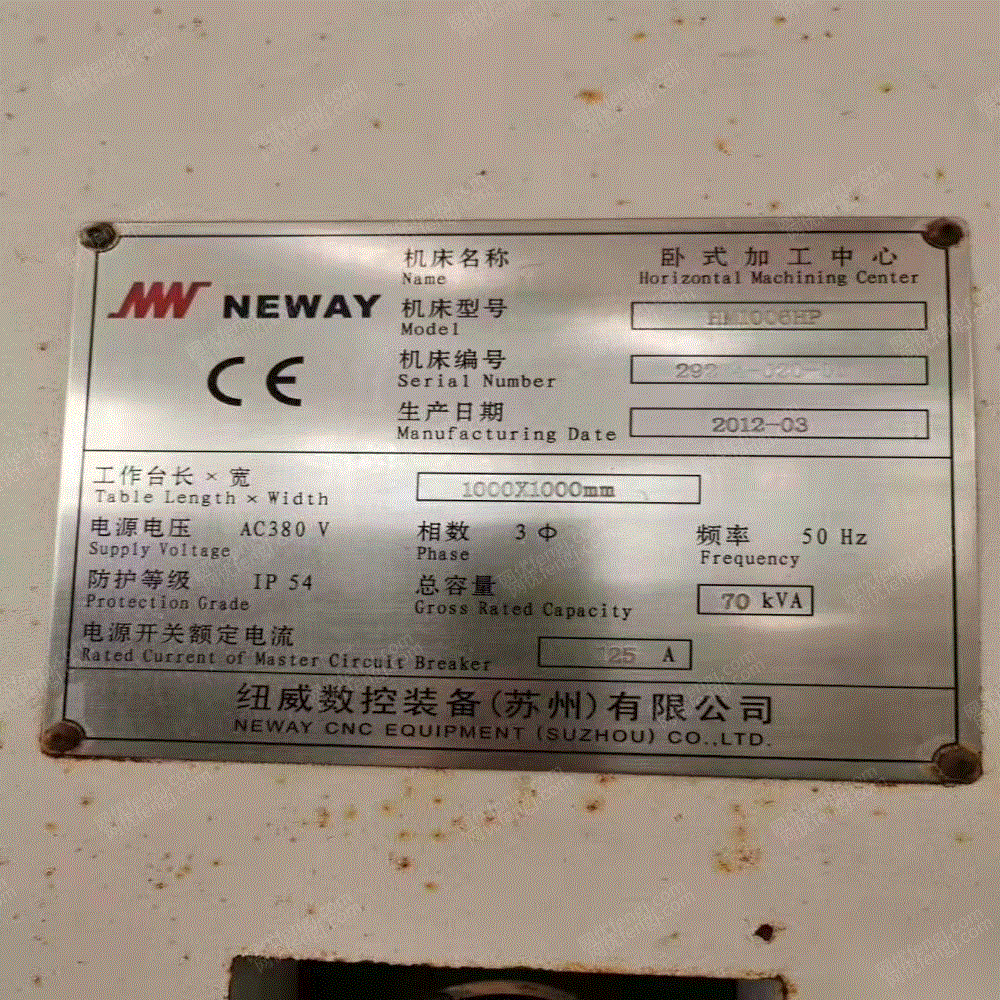 机床名称 卧式加工中心
Name Horizontal Machining Center
NEWAY
机床型号
Model
CE
机床编号
Serial Number
生产日期
Manufacturing Date 2012-03
工作台长×宽
Table Length × Width 1000X1000mm
电源电压 AC380 V 相数 3 Φ 频率 50 Hz
Supply Voltage Phase Frequency
防护等级 IP 54 总容量 70 kVA
Protection Grade Gross Rated Capacity
电源开关额定电流 125 A
Rated Current of Master Circuit Breaker
纽威数控装备(苏州)有限公司
NEWAY CNC EQUIPMENT (SUZHOU) CO.,LTD.